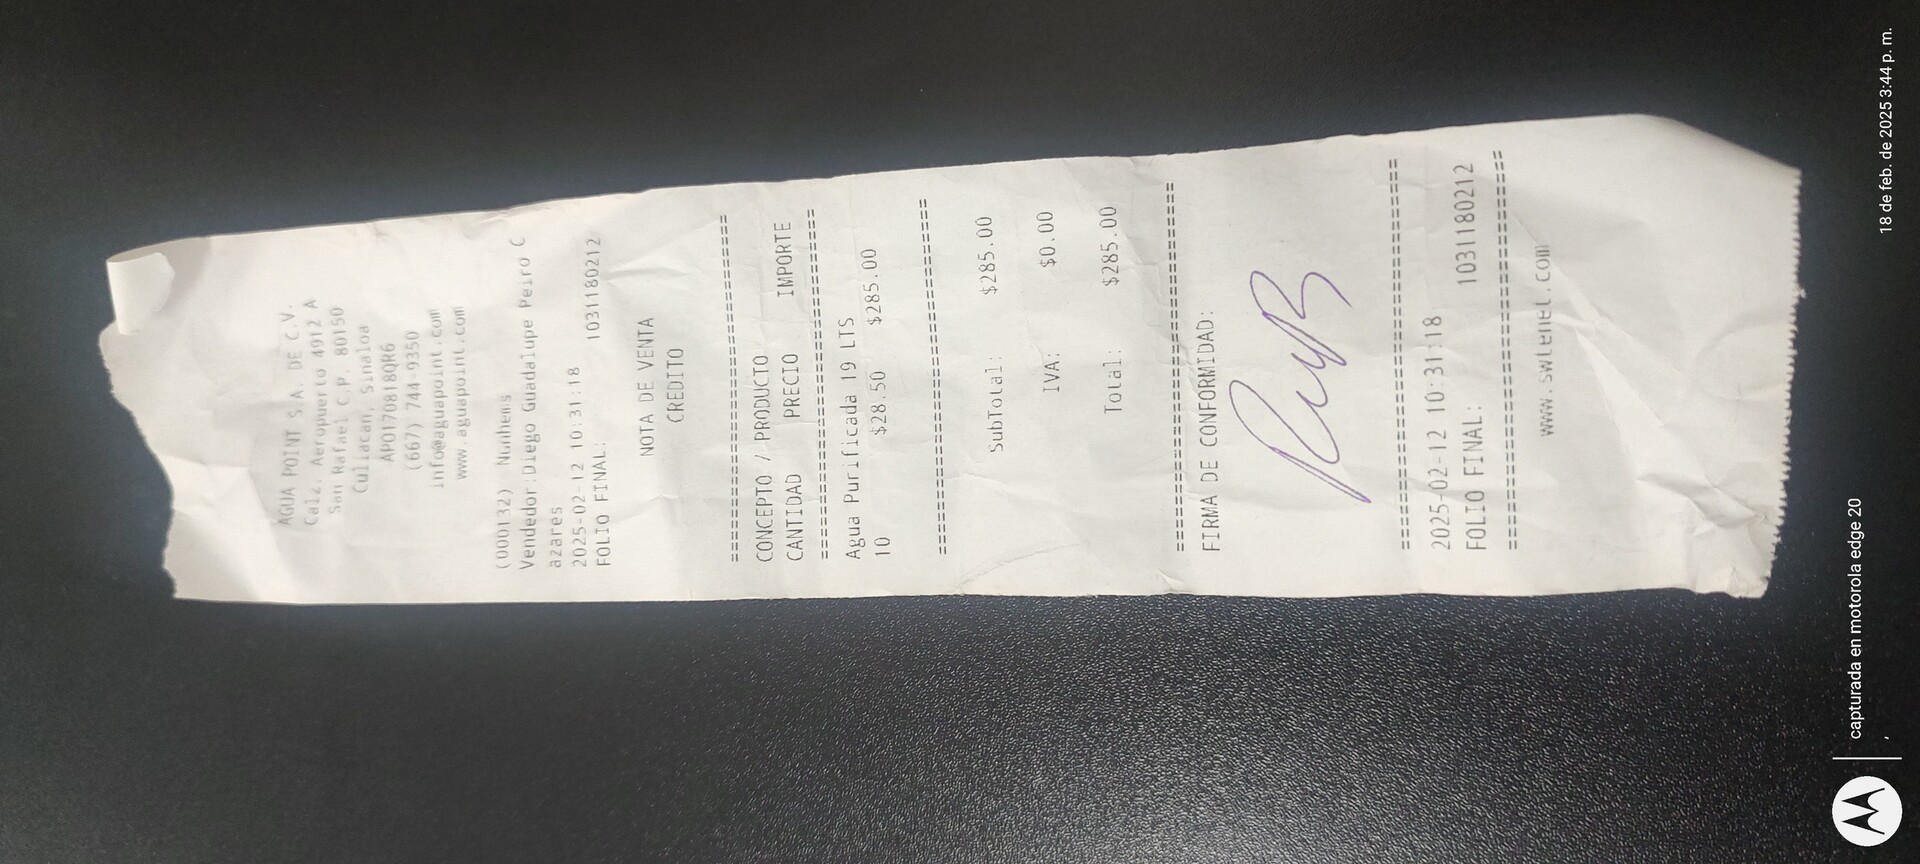 AGUA POINT S.A. DE C.V.
Calz. Aeropuerto 4912 A
San Rafael C.P. 80150
Culiacan, Sinaloa
APO170818QR6
(667) 744 9350
info@aguapoint.com
www.aguapoint.com
(000132) Nunhems
Vendedor:Diego Guadalupe Peiro C
azares
2025-02-12 10:31:18
FOLIO FINAL: 1031180212
NOTA DE VENTA
CREDITO
================================
CONCEPTO / PRODUCTO
CANTIDAD PRECIO IMPORTE
================================
Agua Purificada 19 LTS
10 $28.50 $285.00
================================
SubTotal: $285.00
IVA: $0.00
Total: $285.00
================================
FIRMA DE CONFORMIDAD:
================================
2025-02-12 10:31:18
FOLIO FINAL: 1031180212
================================
www.swtenet.com
capturada en motorola edge 20
18 de feb. de 2025 3:44 p. m.